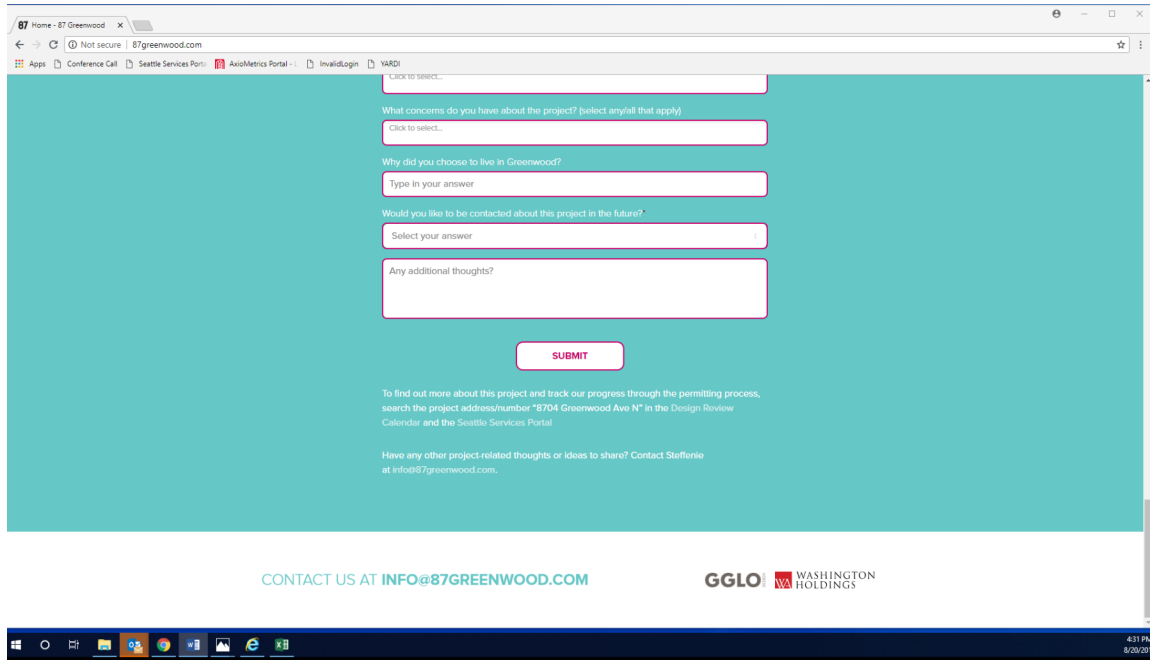 87 Home - 87 Greenwood
Not secure | 87greenwood.com
Apps Conference Call Seattle Services Porta AxioMetrics Portal - L InvalidLogin YARDI
Click to select...
What concerns do you have about the project? (select any/all that apply)
Click to select...
Why did you choose to live in Greenwood?
Type in your answer
Would you like to be contacted about this project in the future?*
Select your answer
Any additional thoughts?
SUBMIT
To find out more about this project and track our progress through the permitting process,
search the project address/number "8704 Greenwood Ave N" in the Design Review
Calendar and the Seattle Services Portal
Have any other project-related thoughts or ideas to share? Contact Steffenie
at info@87greenwood.com.
CONTACT US AT INFO@87GREENWOOD.COM
GGLO
WA WASHINGTON
HOLDINGS
4:31 PM
8/20/201